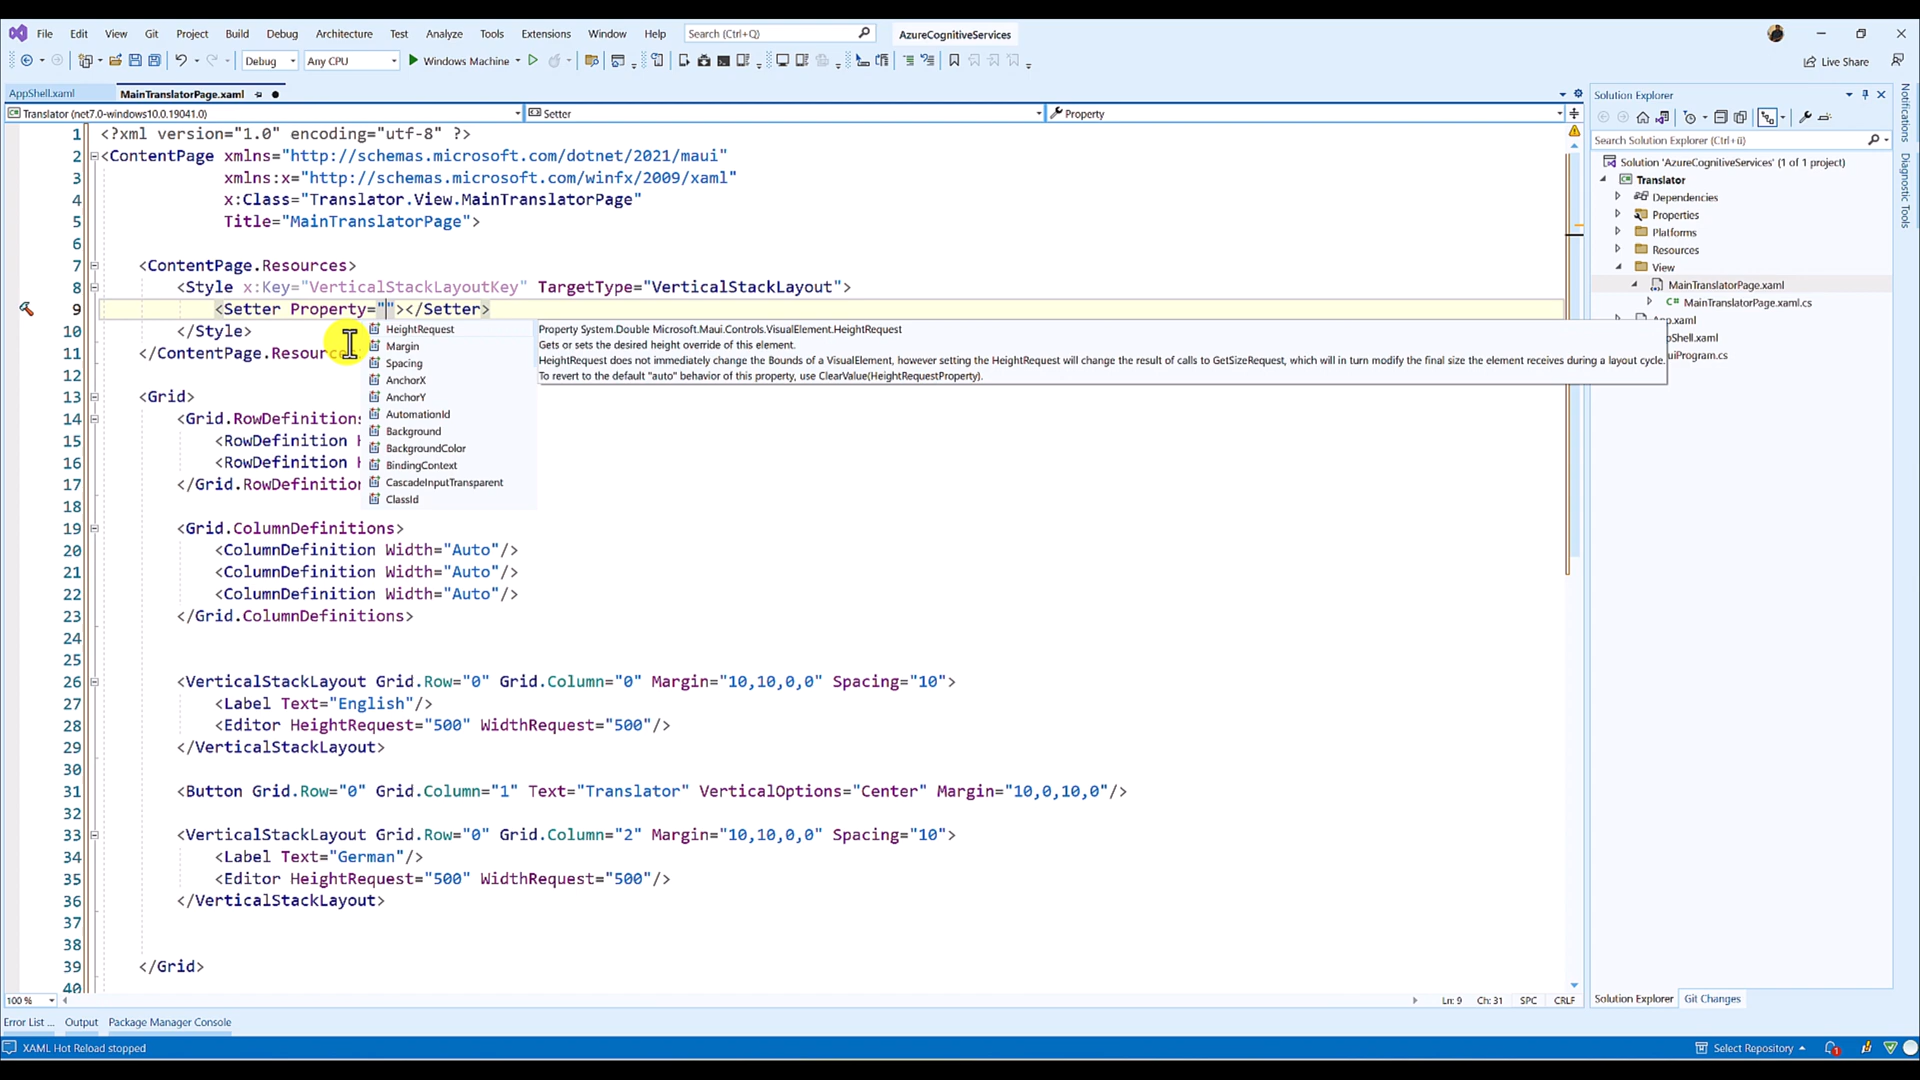 File Edit View Git Project Build Debug Architecture Test Analyze Tools Extensions Window Help Search (Ctrl+Q) AzureCognitiveServices
Debug Any CPU Windows Machine Live Share
AppShell.xaml MainTranslatorPage.xaml
Translator (net7.0-windows10.0.19041.0) Setter Property
1 <?xml version="1.0" encoding="utf-8" ?>
2 <ContentPage xmlns="http://schemas.microsoft.com/dotnet/2021/maui"
3 xmlns:x="http://schemas.microsoft.com/winfx/2009/xaml"
4 x:Class="Translator.View.MainTranslatorPage"
5 Title="MainTranslatorPage">
6
7 <ContentPage.Resources>
8 <Style x:Key="VerticalStackLayoutKey" TargetType="VerticalStackLayout">
9 <Setter Property=""></Setter>
10 </Style>
11 </ContentPage.Resourc
12
13 <Grid>
14 <Grid.RowDefinitions
15 <RowDefinition H
16 <RowDefinition H
17 </Grid.RowDefinition
18
19 <Grid.ColumnDefinitions>
20 <ColumnDefinition Width="Auto"/>
21 <ColumnDefinition Width="Auto"/>
22 <ColumnDefinition Width="Auto"/>
23 </Grid.ColumnDefinitions>
24
25
26 <VerticalStackLayout Grid.Row="0" Grid.Column="0" Margin="10,10,0,0" Spacing="10">
27 <Label Text="English"/>
28 <Editor HeightRequest="500" WidthRequest="500"/>
29 </VerticalStackLayout>
30
31 <Button Grid.Row="0" Grid.Column="1" Text="Translator" VerticalOptions="Center" Margin="10,0,10,0"/>
32
33 <VerticalStackLayout Grid.Row="0" Grid.Column="2" Margin="10,10,0,0" Spacing="10">
34 <Label Text="German"/>
35 <Editor HeightRequest="500" WidthRequest="500"/>
36 </VerticalStackLayout>
37
38
39 </Grid>
40
HeightRequest
Margin
Spacing
AnchorX
AnchorY
AutomationId
Background
BackgroundColor
BindingContext
CascadeInputTransparent
ClassId
Property System.Double Microsoft.Maui.Controls.VisualElement.HeightRequest
Gets or sets the desired height override of this element.
HeightRequest does not immediately change the Bounds of a VisualElement, however setting the HeightRequest will change the result of calls to GetSizeRequest, which will in turn modify the final size the element receives during a layout cycle.
To revert to the default "auto" behavior of this property, use ClearValue(HeightRequestProperty).
Solution Explorer
Search Solution Explorer (Ctrl+ü)
Solution 'AzureCognitiveServices' (1 of 1 project)
Translator
Dependencies
Properties
Platforms
Resources
View
MainTranslatorPage.xaml
C# MainTranslatorPage.xaml.cs
App.xaml
pShell.xaml
uiProgram.cs
Notifications
Diagnostic Tools
100 % Ln: 9 Ch: 31 SPC CRLF
Solution Explorer Git Changes
Error List ... Output Package Manager Console
XAML Hot Reload stopped Select Repository 1